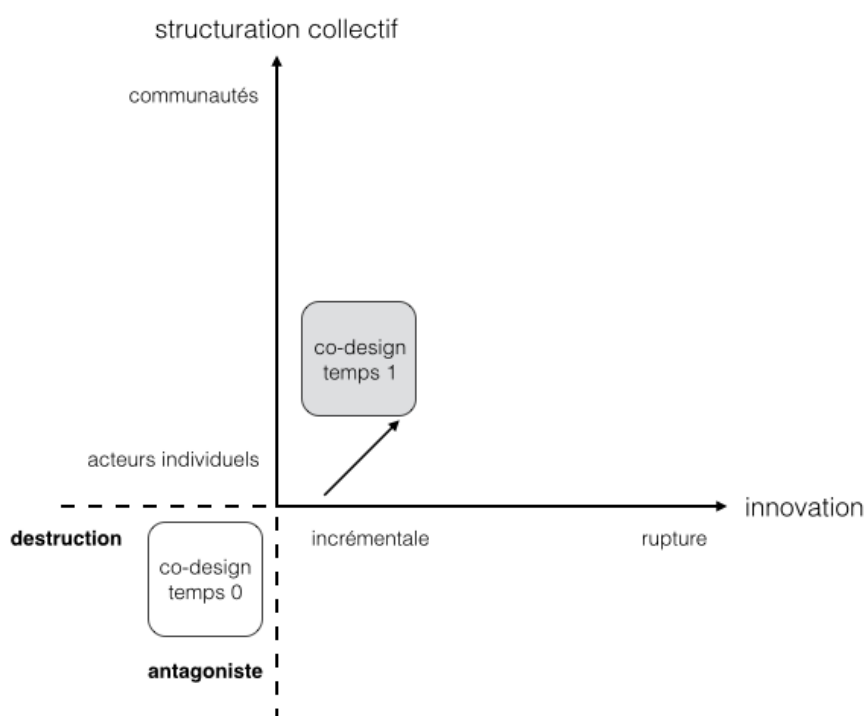 structuration collectif
communautés
co-design
temps 1
acteurs individuels
innovation
destruction
incrémentale
rupture
co-design
temps 0
antagoniste